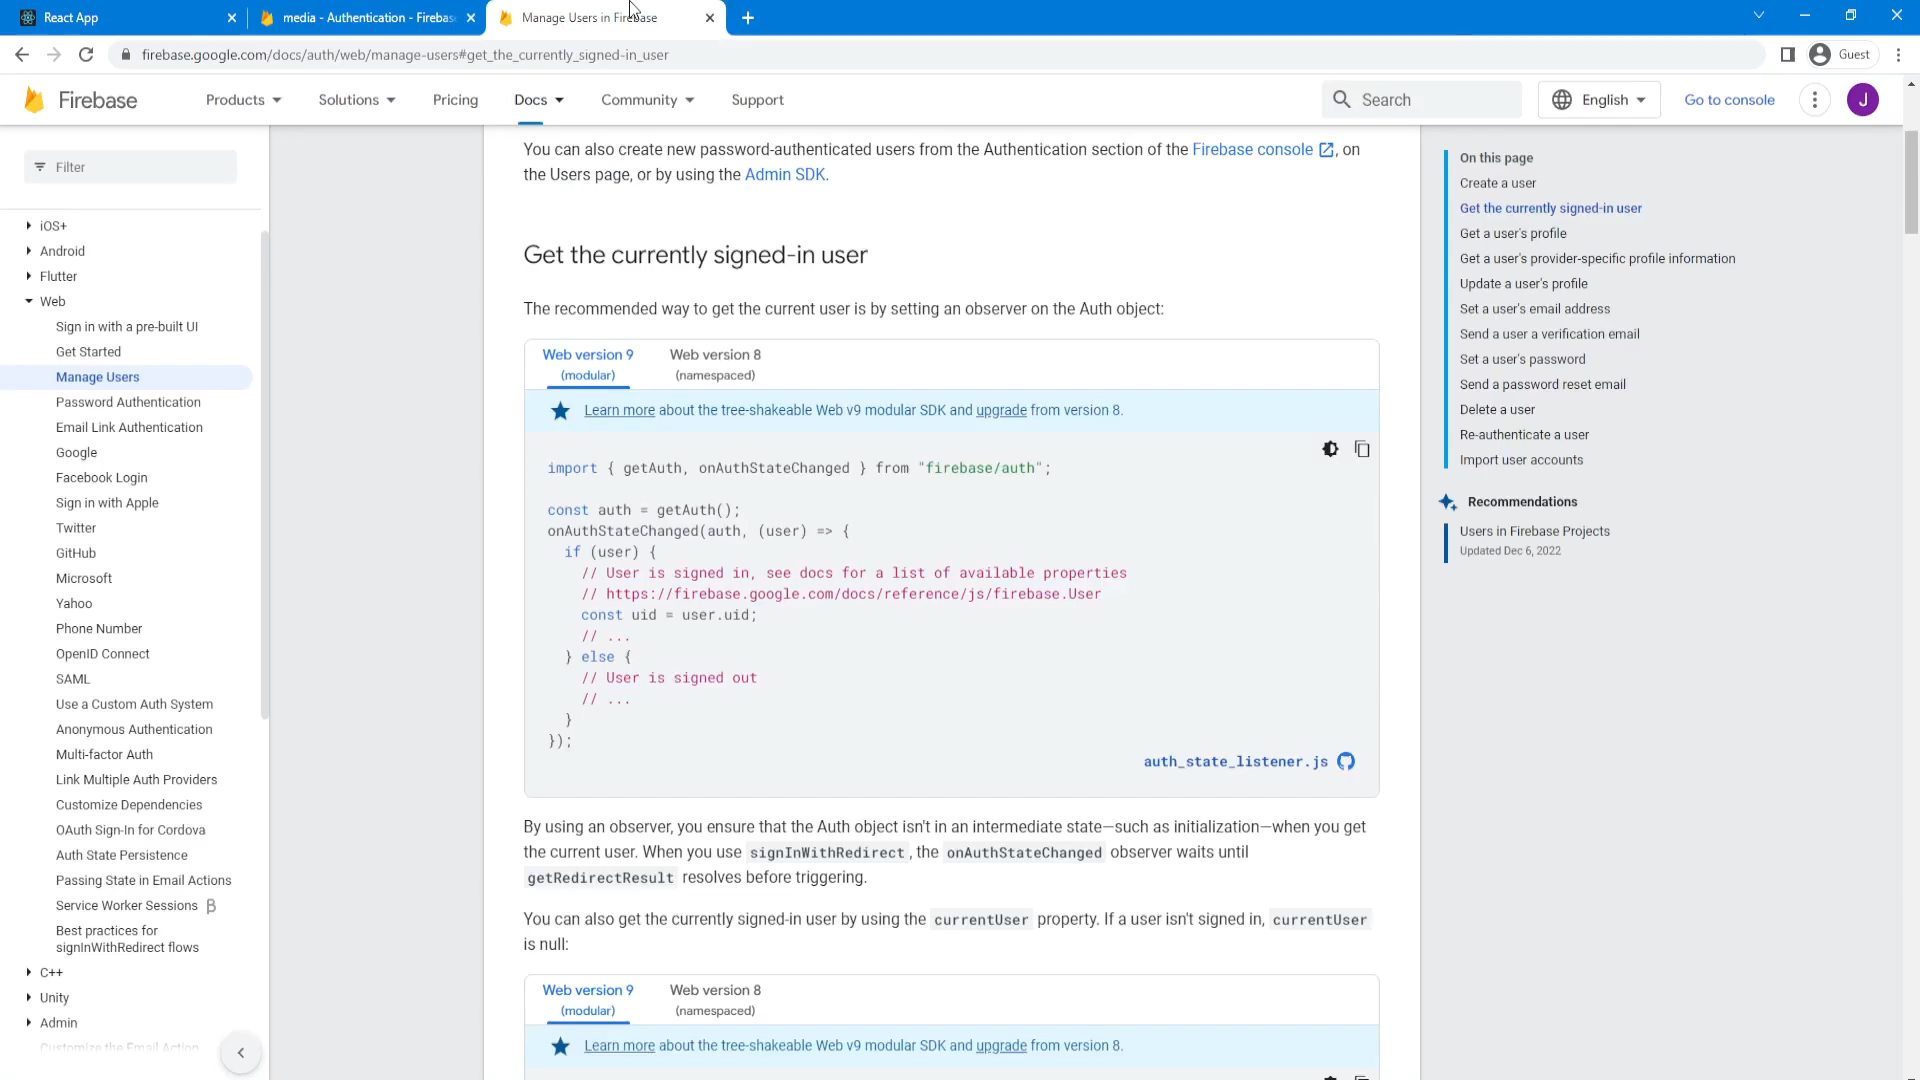 React App
media - Authentication - Firebas
Manage Users in Firebase
firebase.google.com/docs/auth/web/manage-users#get_the_currently_signed-in_user
Guest
Firebase
Products
Solutions
Pricing
Docs
Community
Support
Search
English
Go to console
J
Filter
iOS+
Android
Flutter
Web
Sign in with a pre-built UI
Get Started
Manage Users
Password Authentication
Email Link Authentication
Google
Facebook Login
Sign in with Apple
Twitter
GitHub
Microsoft
Yahoo
Phone Number
OpenID Connect
SAML
Use a Custom Auth System
Anonymous Authentication
Multi-factor Auth
Link Multiple Auth Providers
Customize Dependencies
OAuth Sign-In for Cordova
Auth State Persistence
Passing State in Email Actions
Service Worker Sessions β
Best practices for
signInWithRedirect flows
C++
Unity
Admin
Customize the Email Action
You can also create new password-authenticated users from the Authentication section of the Firebase console, on
the Users page, or by using the Admin SDK.
Get the currently signed-in user
The recommended way to get the current user is by setting an observer on the Auth object:
Web version 9
(modular)
Web version 8
(namespaced)
Learn more about the tree-shakeable Web v9 modular SDK and upgrade from version 8.
import { getAuth, onAuthStateChanged } from "firebase/auth";
const auth = getAuth();
onAuthStateChanged(auth, (user) => {
if (user) {
// User is signed in, see docs for a list of available properties
// https://firebase.google.com/docs/reference/js/firebase.User
const uid = user.uid;
// ...
} else {
// User is signed out
// ...
}
});
auth_state_listener.js
By using an observer, you ensure that the Auth object isn't in an intermediate state—such as initialization—when you get
the current user. When you use signInWithRedirect, the onAuthStateChanged observer waits until
getRedirectResult resolves before triggering.
You can also get the currently signed-in user by using the currentUser property. If a user isn't signed in, currentUser
is null:
Web version 9
(modular)
Web version 8
(namespaced)
Learn more about the tree-shakeable Web v9 modular SDK and upgrade from version 8.
On this page
Create a user
Get the currently signed-in user
Get a user's profile
Get a user's provider-specific profile information
Update a user's profile
Set a user's email address
Send a user a verification email
Set a user's password
Send a password reset email
Delete a user
Re-authenticate a user
Import user accounts
Recommendations
Users in Firebase Projects
Updated Dec 6, 2022